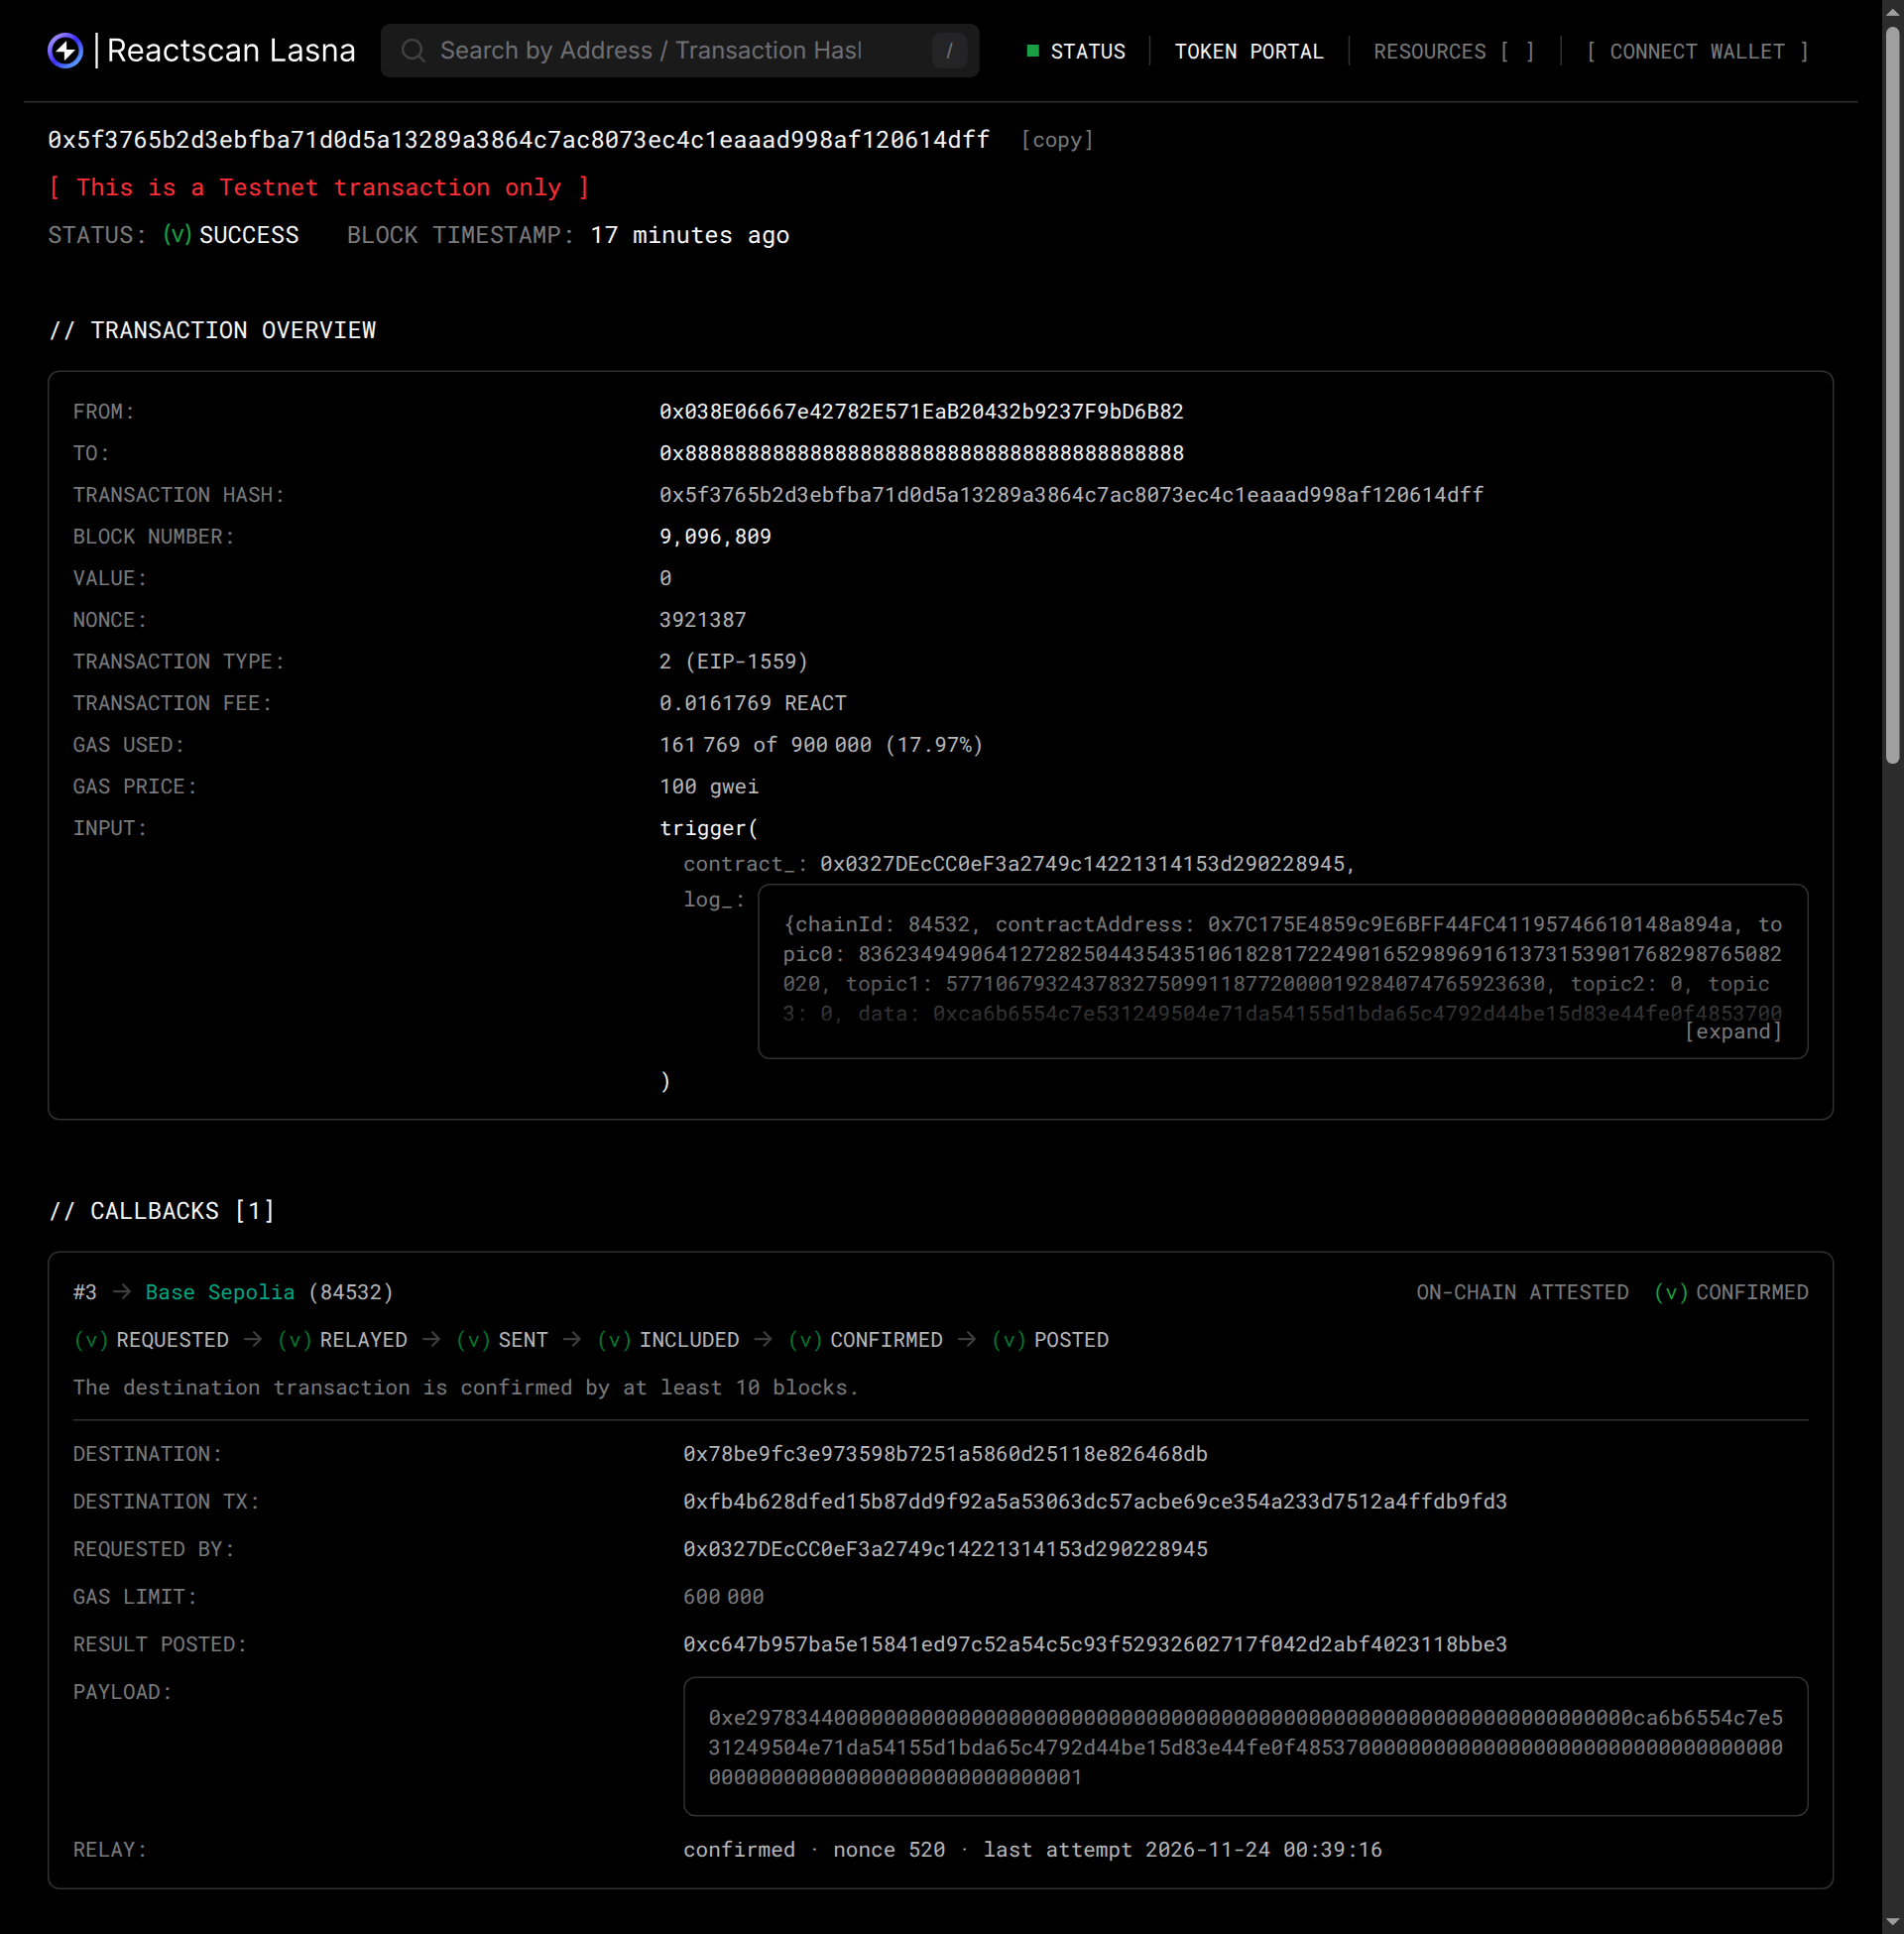 Reactscan Lasna
Search by Address / Transaction Hasl
/
STATUS
TOKEN PORTAL
RESOURCES [ ]
[ CONNECT WALLET ]
0x5f3765b2d3ebfba71d0d5a13289a3864c7ac8073ec4c1eaaad998af120614dff [copy]
[ This is a Testnet transaction only ]
STATUS: (v) SUCCESS BLOCK TIMESTAMP: 17 minutes ago
// TRANSACTION OVERVIEW
FROM: 0x038E06667e42782E571EaB20432b9237F9bD6B82
TO: 0x8888888888888888888888888888888888888888
TRANSACTION HASH: 0x5f3765b2d3ebfba71d0d5a13289a3864c7ac8073ec4c1eaaad998af120614dff
BLOCK NUMBER: 9,096,809
VALUE: 0
NONCE: 3921387
TRANSACTION TYPE: 2 (EIP-1559)
TRANSACTION FEE: 0.0161769 REACT
GAS USED: 161 769 of 900 000 (17.97%)
GAS PRICE: 100 gwei
INPUT: trigger(
contract_: 0x0327DEcCC0eF3a2749c14221314153d290228945,
log_:
{chainId: 84532, contractAddress: 0x7C175E4859c9E6BFF44FC41195746610148a894a, to
pic0: 83623494906412728250443543510618281722490165298969161373153901768298765082
020, topic1: 577106793243783275099118772000019284074765923630, topic2: 0, topic
3: 0, data: 0xca6b6554c7e531249504e71da54155d1bda65c4792d44be15d83e44fe0f4853700
[expand]
)
// CALLBACKS [1]
#3 → Base Sepolia (84532) ON-CHAIN ATTESTED (v) CONFIRMED
(v) REQUESTED → (v) RELAYED → (v) SENT → (v) INCLUDED → (v) CONFIRMED → (v) POSTED
The destination transaction is confirmed by at least 10 blocks.
DESTINATION: 0x78be9fc3e973598b7251a5860d25118e826468db
DESTINATION TX: 0xfb4b628dfed15b87dd9f92a5a53063dc57acbe69ce354a233d7512a4ffdb9fd3
REQUESTED BY: 0x0327DEcCC0eF3a2749c14221314153d290228945
GAS LIMIT: 600 000
RESULT POSTED: 0xc647b957ba5e15841ed97c52a54c5c93f52932602717f042d2abf4023118bbe3
PAYLOAD:
0xe29783440000000000000000000000000000000000000000000000000000000000000000ca6b6554c7e5
31249504e71da54155d1bda65c4792d44be15d83e44fe0f485370000000000000000000000000000000000
000000000000000000000000000001
RELAY: confirmed · nonce 520 · last attempt 2026-11-24 00:39:16